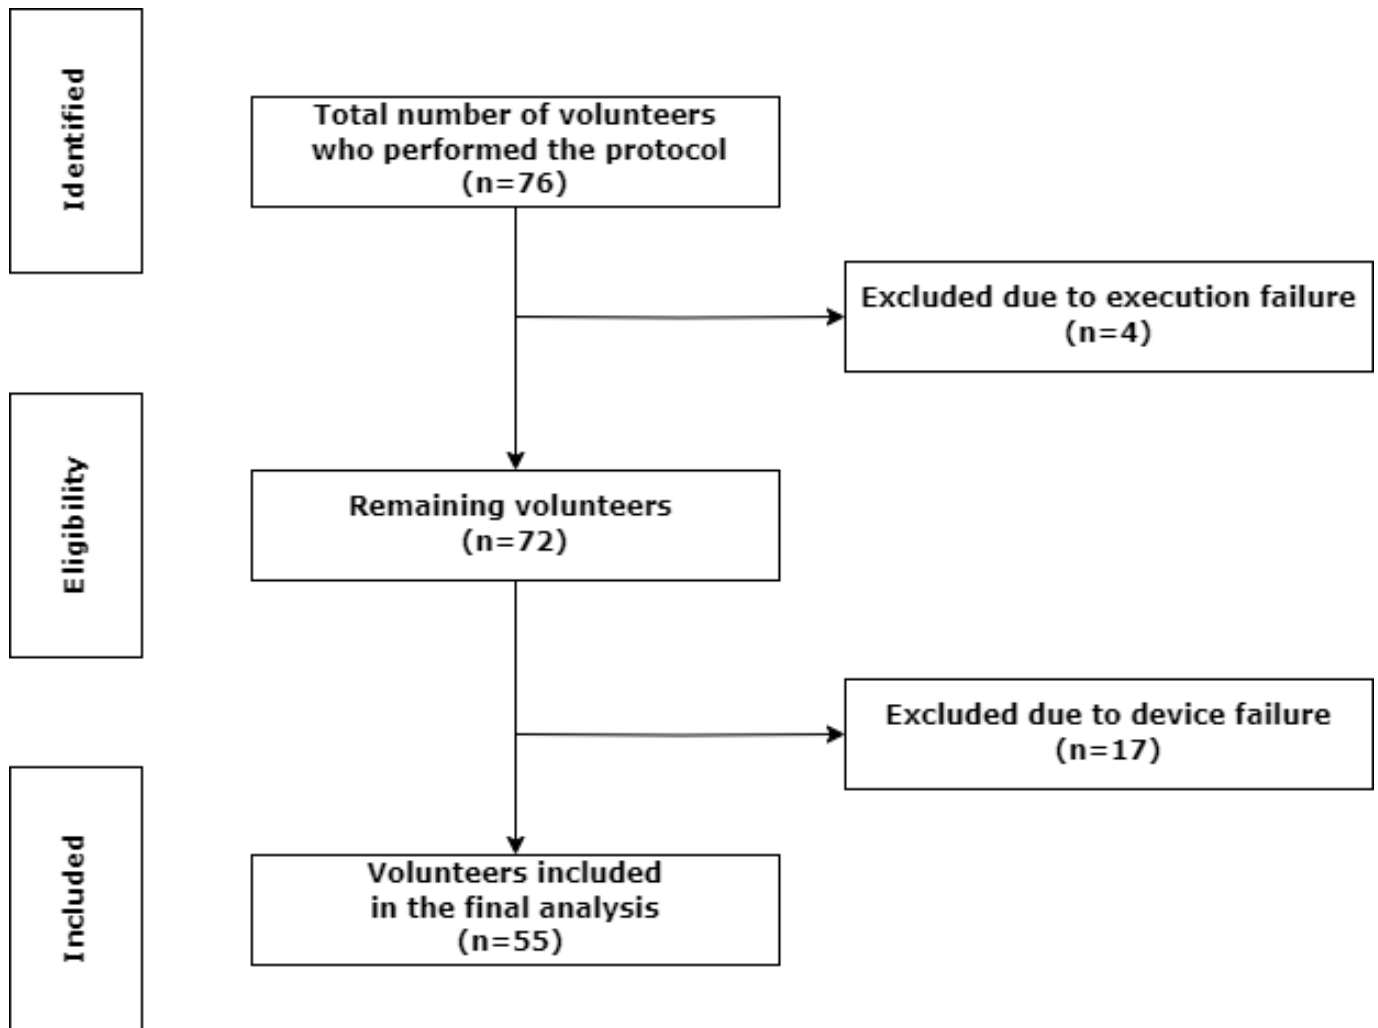 Identified
Total number of volunteers
who performed the protocol
(n=76)
Excluded due to execution failure
(n=4)
Eligibility
Remaining volunteers
(n=72)
Excluded due to device failure
(n=17)
Included
Volunteers included
in the final analysis
(n=55)